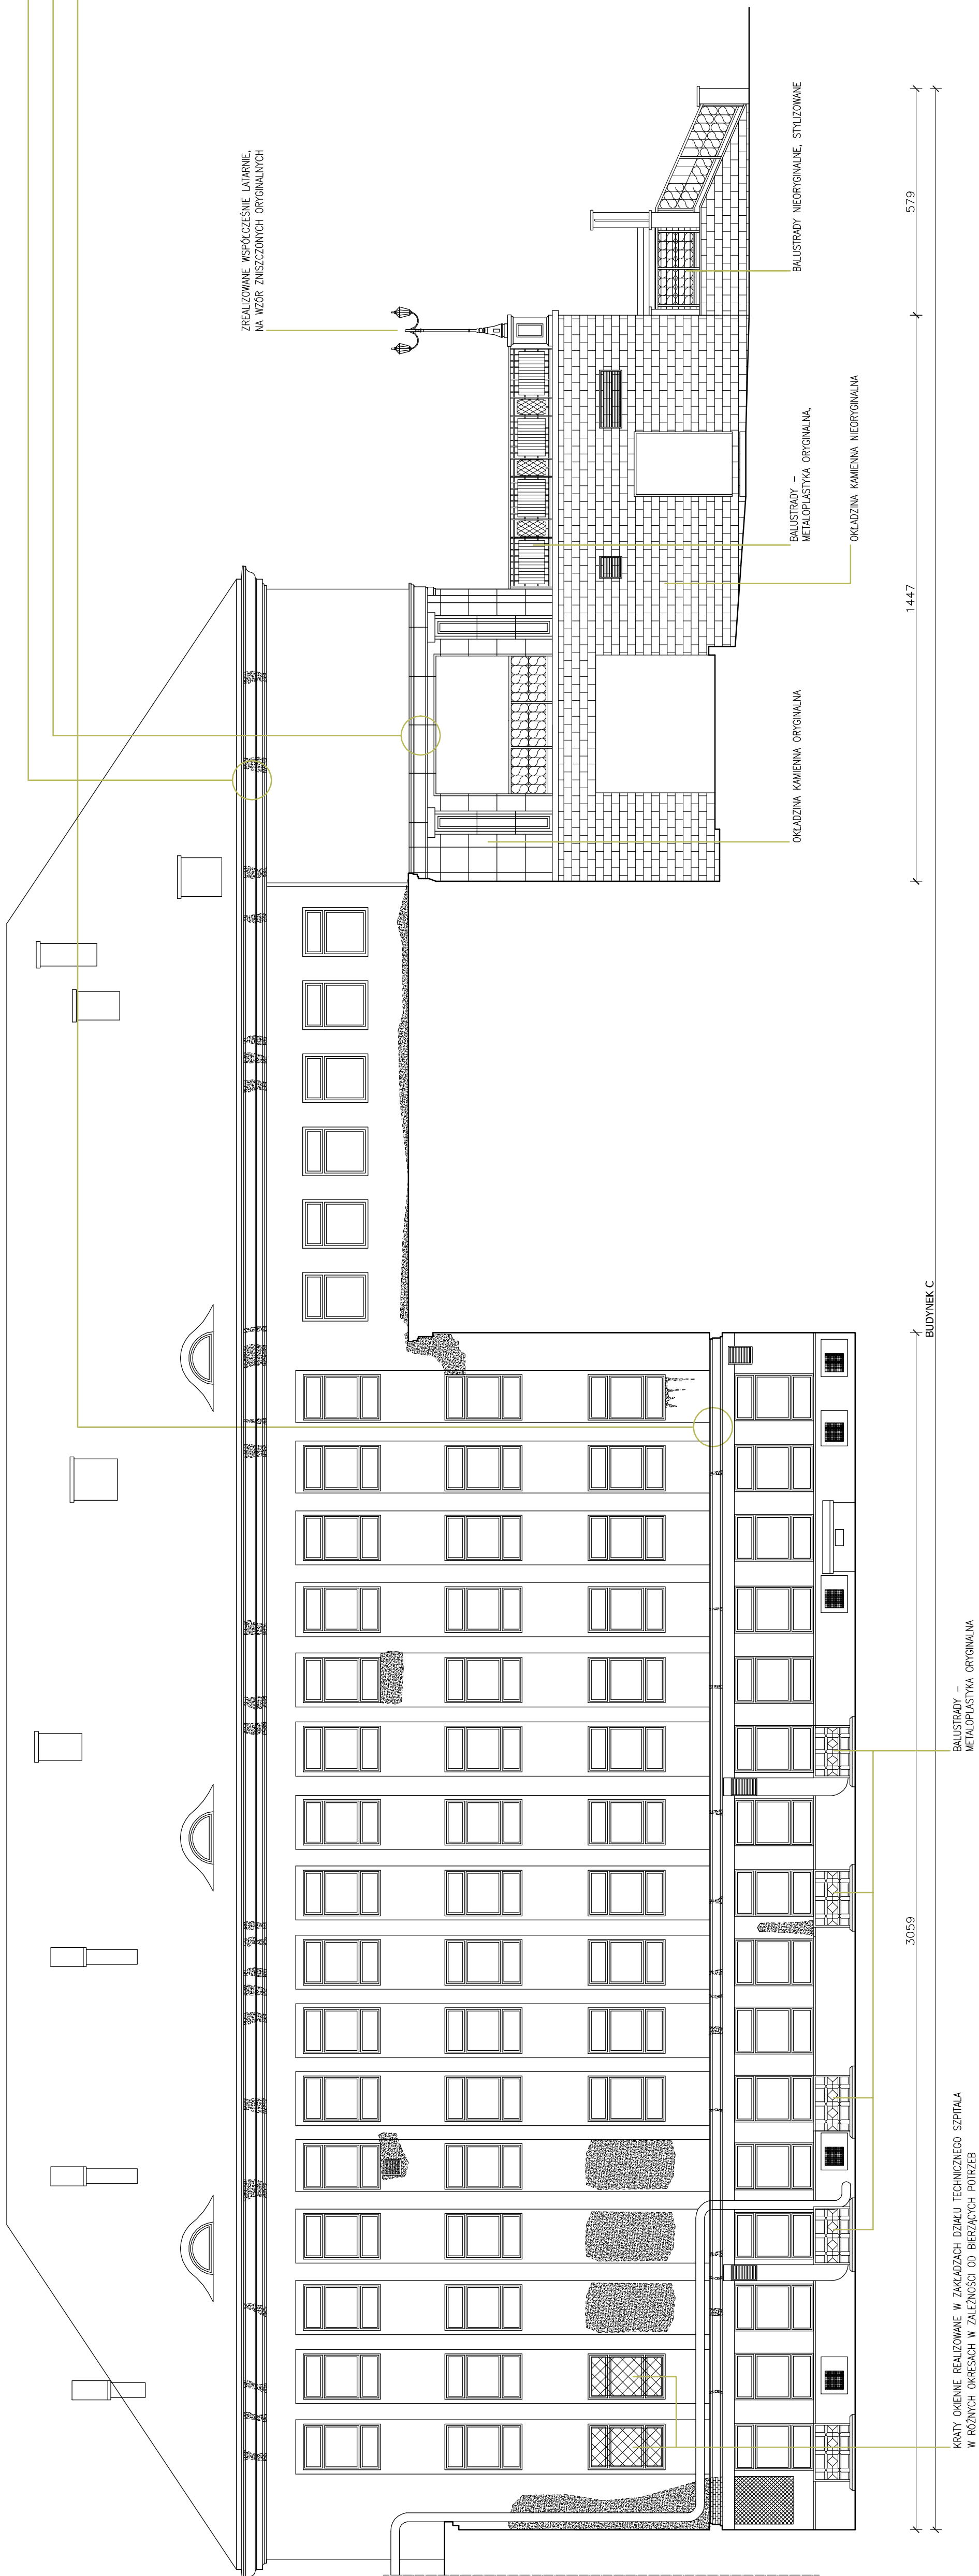 ZREALIZOWANE WSPÓŁCZEŚNIE LATARNIE,
NA WZÓR ZNISZCZONYCH ORYGINALNYCH
BALUSTRADY NIEORYGINALNE, STYLIZOWANE
BALUSTRADY –
METALOPLASTYKA ORYGINALNA,
OKŁADZINA KAMIENNA NIEORYGINALNA
OKŁADZINA KAMIENNA ORYGINALNA
579
1447
3059
BUDYNEK C
BALUSTRADY –
METALOPLASTYKA ORYGINALNA
KRATY OKIENNE REALIZOWANE W ZAKŁADZACH DZIAŁU TECHNICZNEGO SZPITALA
W RÓŻNYCH OKRESACH W ZALEŻNOŚCI OD BIERZĄCYCH POTRZEB